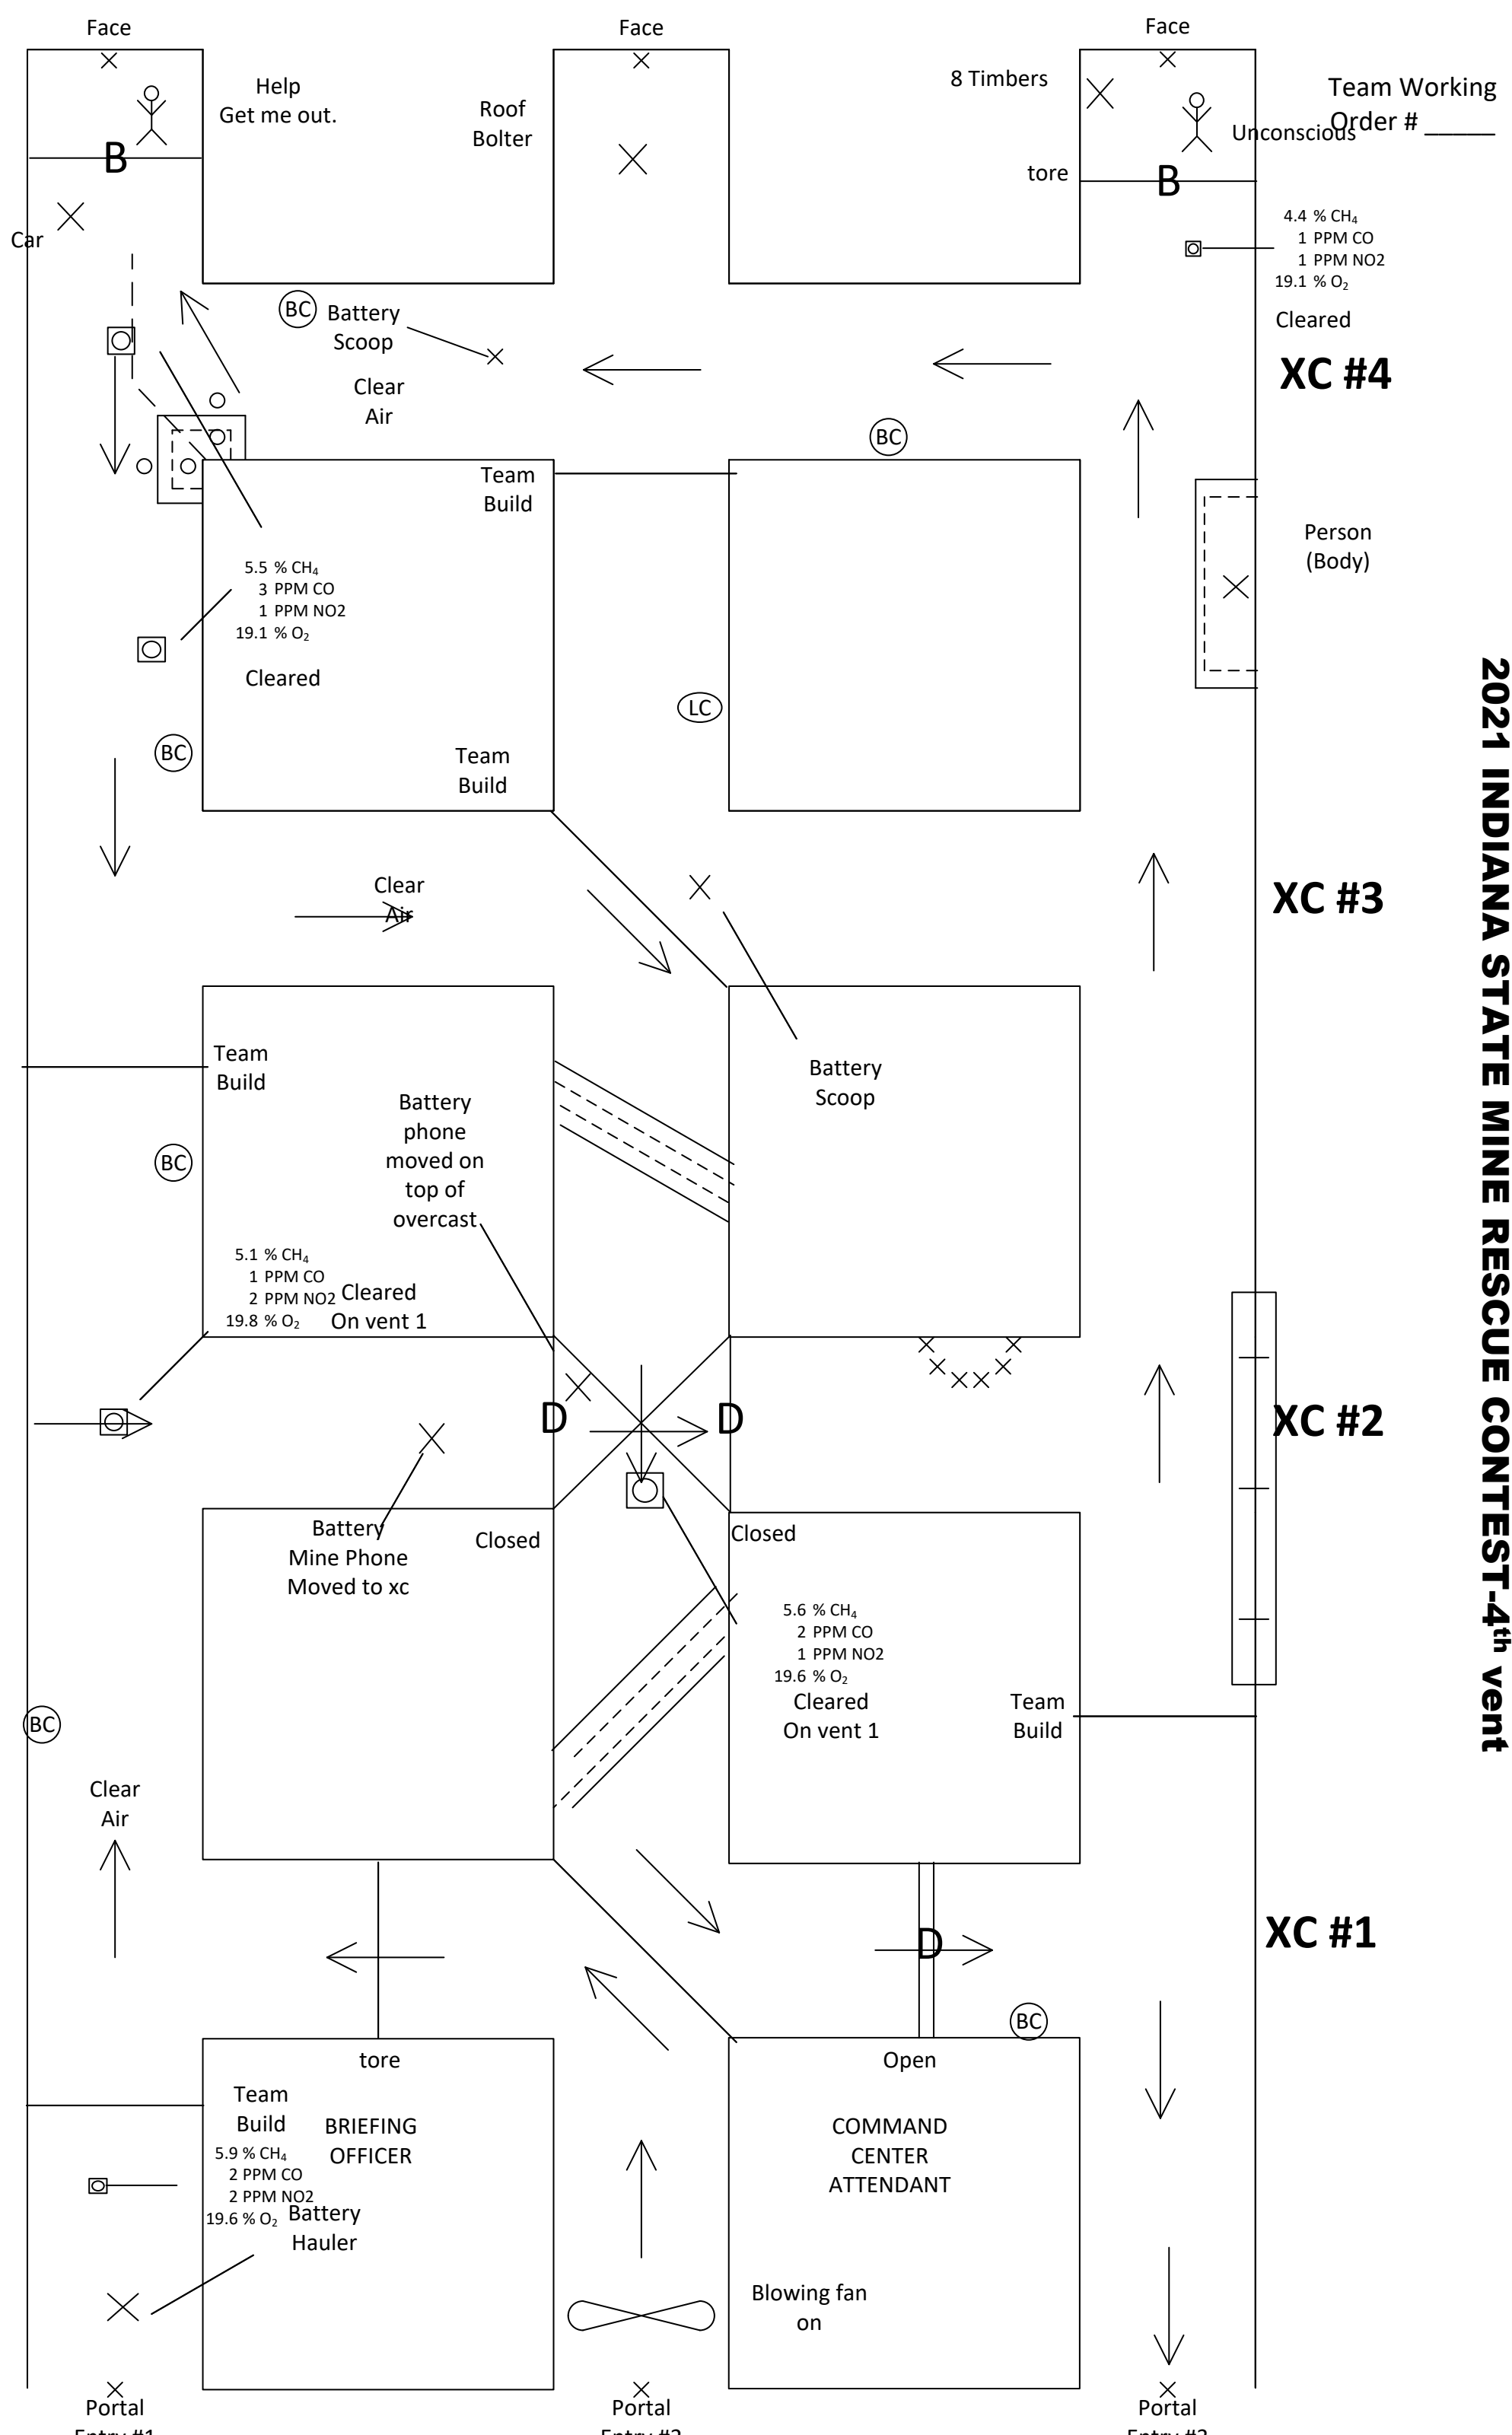 Face
Face
Face
Help
Get me out.
Roof
Bolter
8 Timbers
Team Working
Order # _____
Unconscious
B
tore
B
Car
4.4 % CH₄
1 PPM CO
1 PPM NO2
19.1 % O₂
Cleared
BC
Battery
Scoop
Clear
Air
XC #4
BC
Team
Build
Person
(Body)
5.5 % CH₄
3 PPM CO
1 PPM NO2
19.1 % O₂
Cleared
LC
BC
Team
Build
2021 INDIANA STATE MINE RESCUE CONTEST-4th vent
Clear
Air
XC #3
Team
Build
Battery
Scoop
Battery
phone
moved on
top of
overcast
BC
5.1 % CH₄
1 PPM CO
2 PPM NO2
19.8 % O₂
Cleared
On vent 1
D
D
XC #2
Battery
Mine Phone
Moved to xc
Closed
Closed
5.6 % CH₄
2 PPM CO
1 PPM NO2
19.6 % O₂
Cleared
On vent 1
Team
Build
BC
Clear
Air
XC #1
D
BC
tore
Open
Team
Build
BRIEFING
OFFICER
COMMAND
CENTER
ATTENDANT
5.9 % CH₄
2 PPM CO
2 PPM NO2
19.6 % O₂
Battery
Hauler
Blowing fan
on
Portal
Entry #1
Portal
Entry #2
Portal
Entry #3